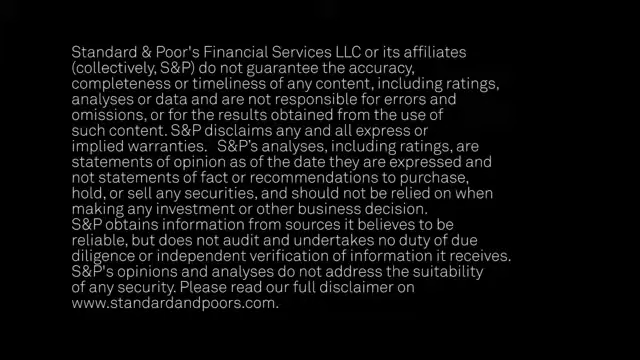 Standard & Poor's Financial Services LLC or its affiliates
(collectively, S&P) do not guarantee the accuracy,
completeness or timeliness of any content, including ratings,
analyses or data and are not responsible for errors and
omissions, or for the results obtained from the use of
such content. S&P disclaims any and all express or
implied warranties.   S&P's analyses, including ratings, are
statements of opinion as of the date they are expressed and
not statements of fact or recommendations to purchase,
hold, or sell any securities, and should not be relied on when
making any investment or other business decision.
S&P obtains information from sources it believes to be
reliable, but does not audit and undertakes no duty of due
diligence or independent verification of information it receives.
S&P's opinions and analyses do not address the suitability
of any security. Please read our full disclaimer on
www.standardandpoors.com.